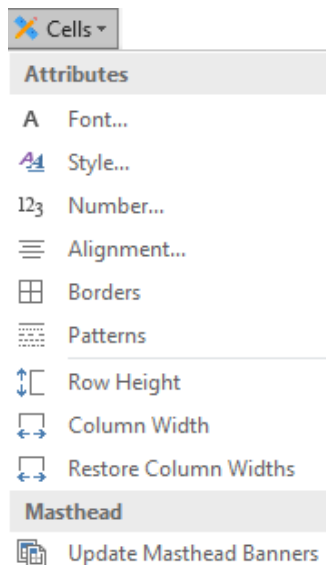 Cells
Attributes
A Font...
Style...
123 Number...
Alignment...
Borders
Patterns
Row Height
Column Width
Restore Column Widths
Masthead
Update Masthead Banners